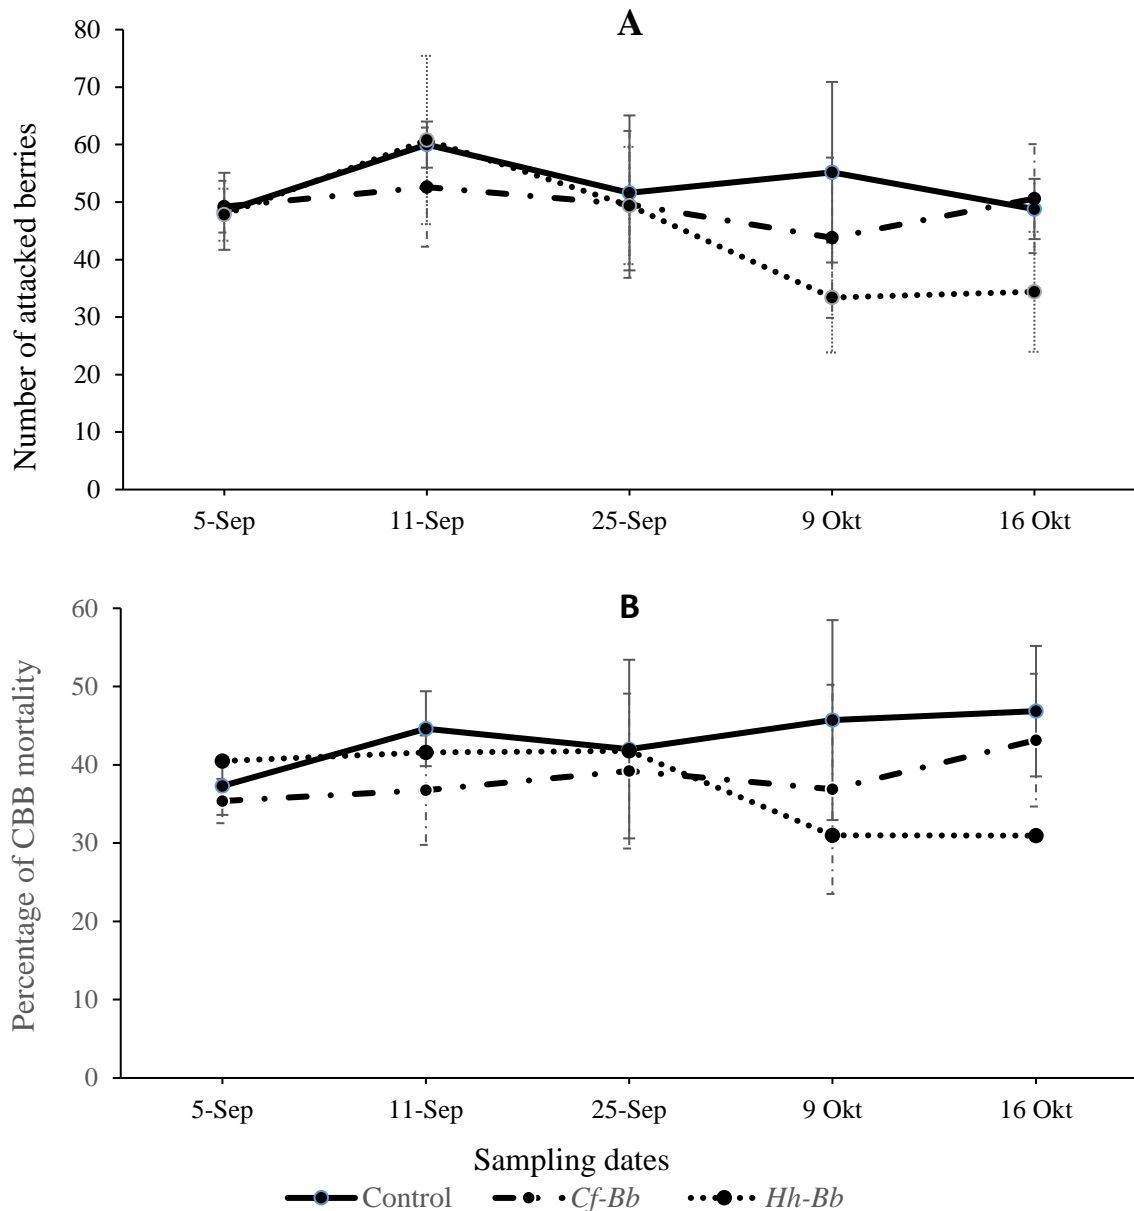 A
80
70
60
50
40
30
20
10
0
Number of attacked berries
5-Sep 11-Sep 25-Sep 9 Okt 16 Okt
B
60
50
40
30
20
10
0
Percentage of CBB mortality
5-Sep 11-Sep 25-Sep 9 Okt 16 Okt
Sampling dates
Control Cf-Bb Hh-Bb